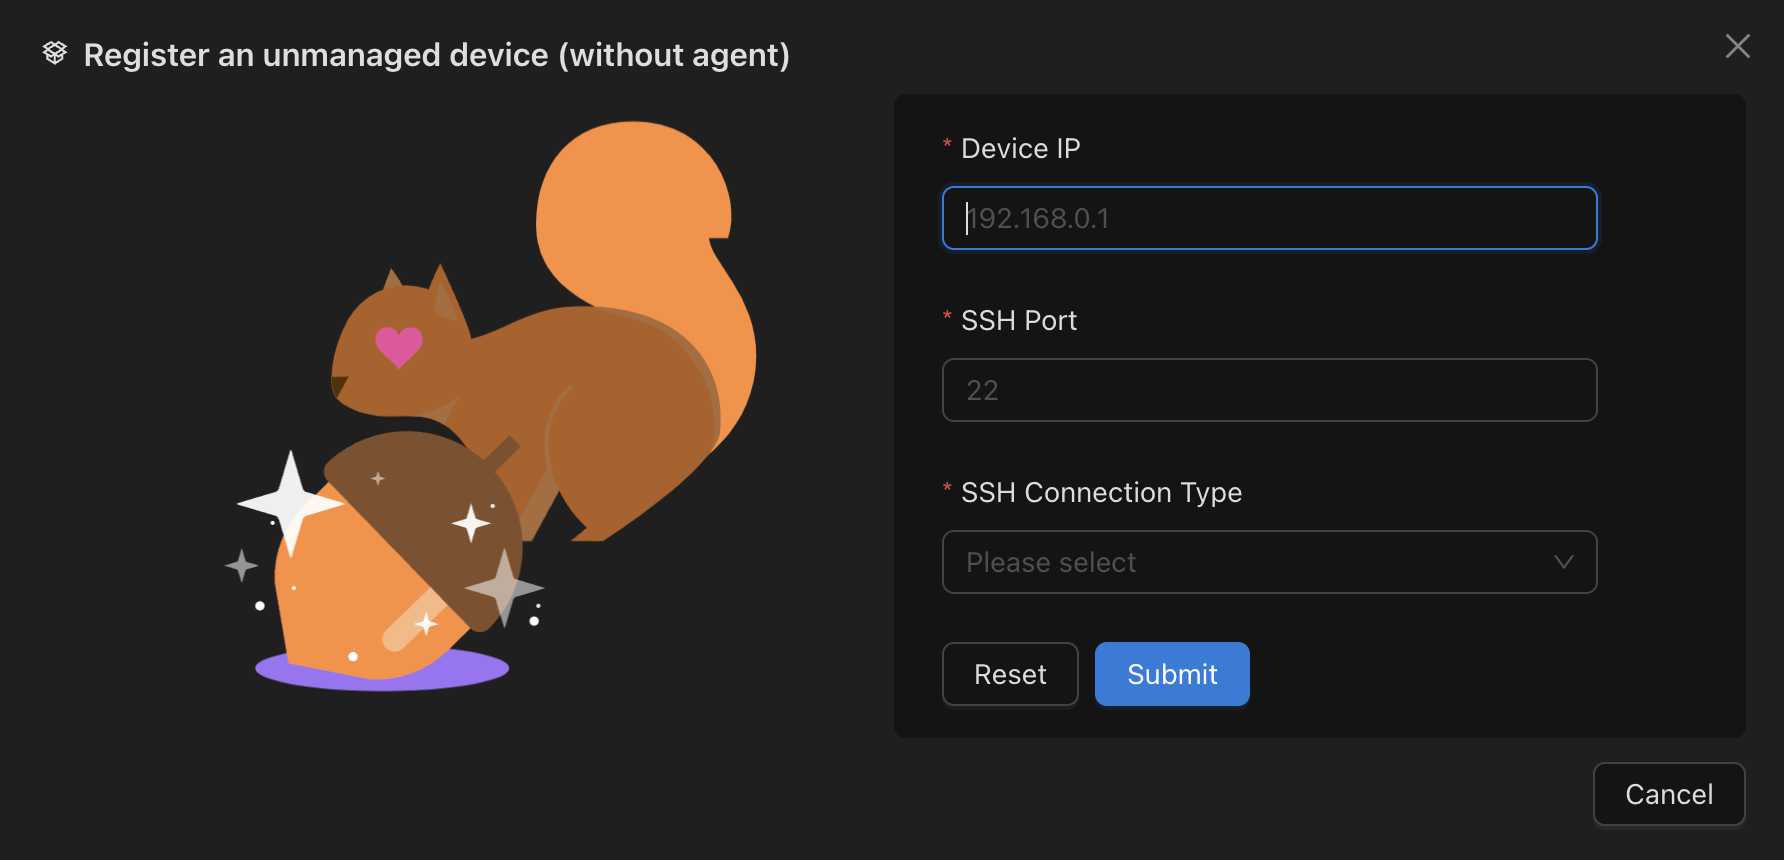 Register an unmanaged device (without agent)
* Device IP
192.168.0.1
* SSH Port
22
* SSH Connection Type
Please select
Reset
Submit
Cancel